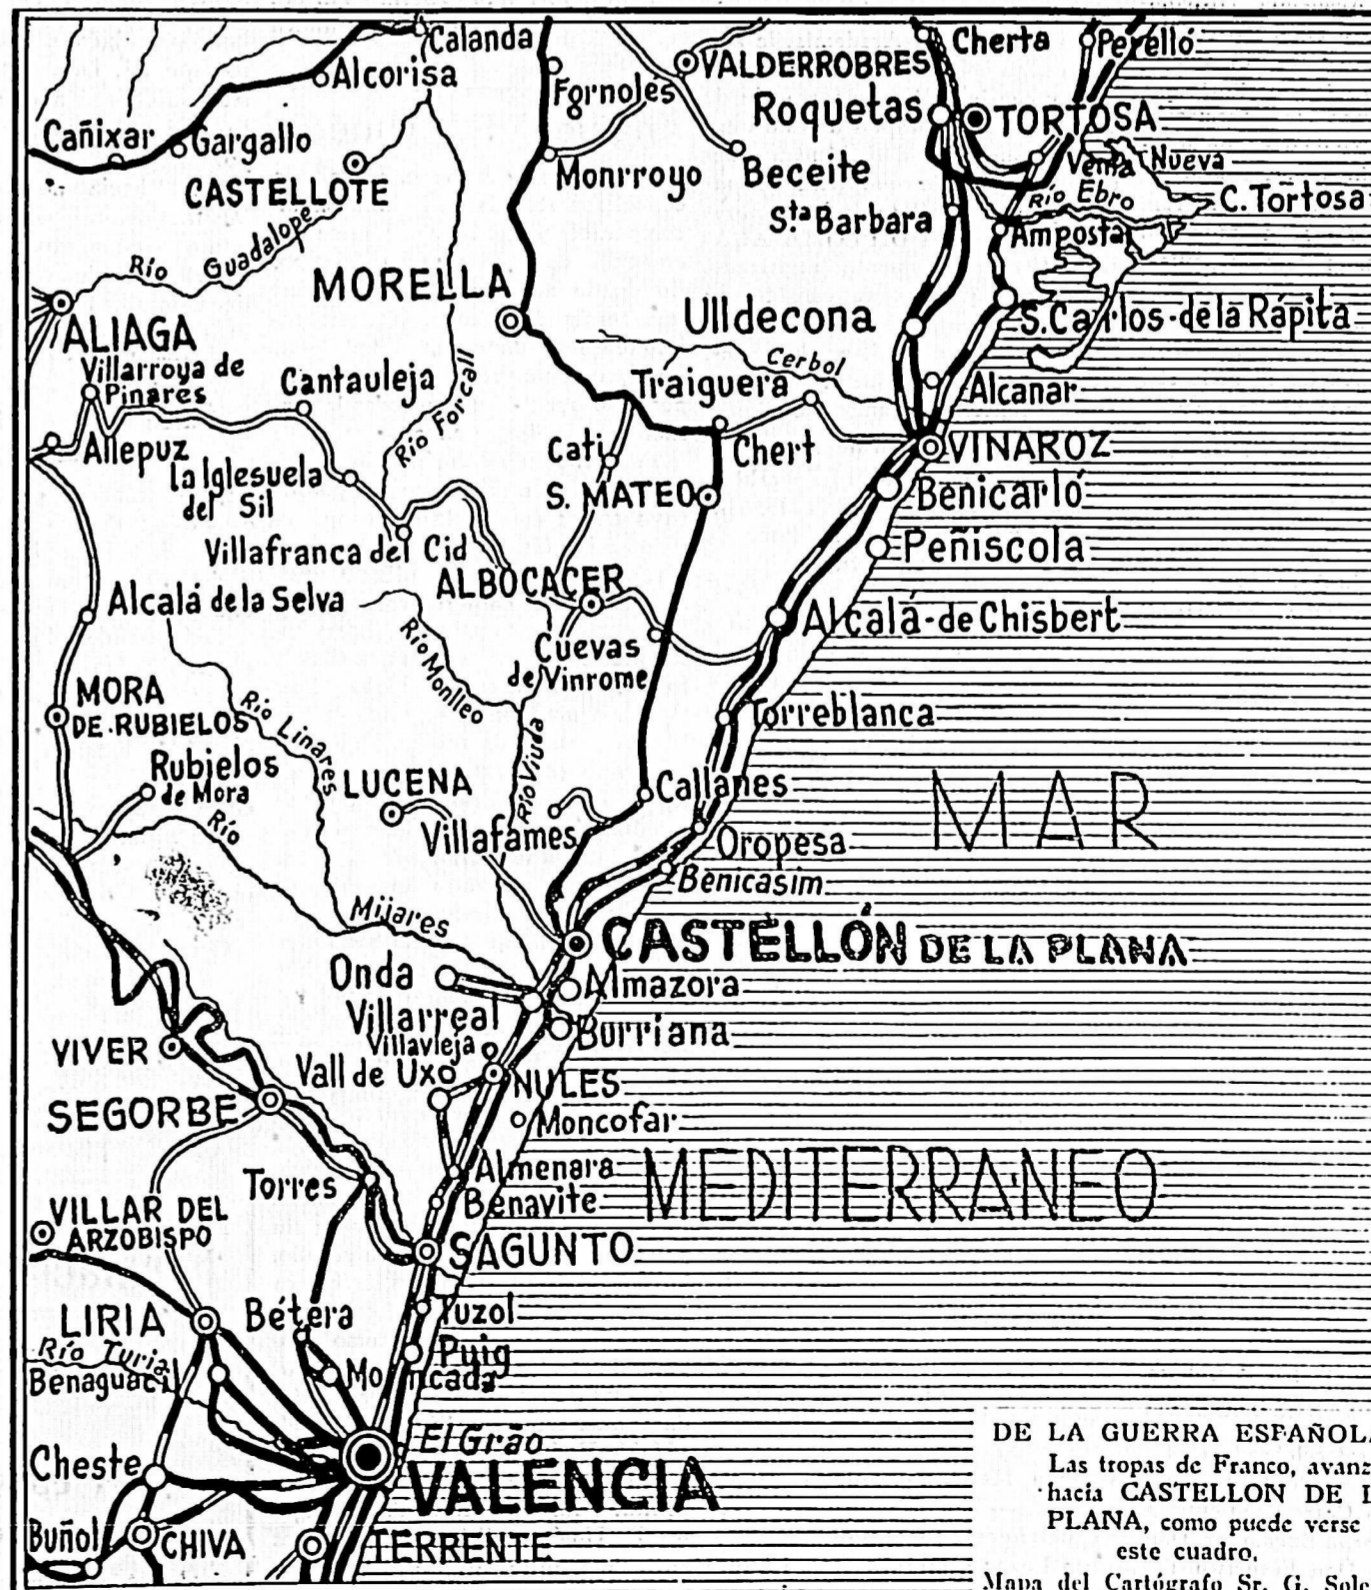 Calanda
Cherta
Perelló
Alcorisa
Fornoles
VALDERROBRES
Roquetas
TORTOSA
Cañixar
Gargallo
CASTELLOTE
Monrroyo
Beceite
Venta Nueva
Sta Barbara
Río Ebro
C. Tortosa
Amposta
Río Guadalope
MORELLA
Ulldecona
S. Carlos-de la Rápita
ALIAGA
Villarroya de
Pinares
Cantauleja
Río Forcall
Traiguera
Cerbol
Alcanar
Allepuz
Cati
Chert
VINAROZ
La Iglesuela
del Sil
S. MATEO
Benicarló
Villafranca del Cid
Peñiscola
Alcalá de la Selva
ALBOCACER
Alcalá-de Chisbert
Río Monlleo
Cuevas
de Vinrome
MORA
DE RUBIELOS
Río Linares
Torreblanca
Rubielos
de Mora
LUCENA
Río Viuda
Callanes
MAR
Río
Villafames
Oropesa
Benicasim
Mijares
CASTELLÓN DE LA PLANA
Onda
Almazora
Villarreal
Burriana
Villavieja
VIVER
Vall de Uxo
NULES
SEGORBE
Moncofar
Almenara
MEDITERRANEO
Torres
Benavite
VILLAR DEL
ARZOBISPO
SAGUNTO
LIRIA
Bétera
Puzol
Río Turia
Puig
Benaguacil
Moncada
El Grao
Cheste
VALENCIA
Buñol
CHIVA
TERRENTE
DE LA GUERRA ESPAÑOLA
Las tropas de Franco, avanz
hacia CASTELLON DE L
PLANA, como puede verse
este cuadro.
Mapa del Cartógrafo Sr. G. Sol